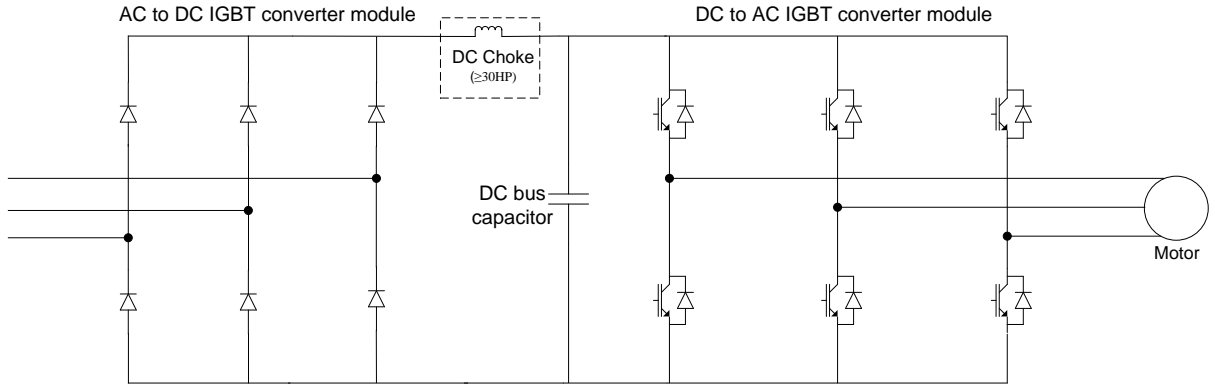 AC to DC IGBT converter module
DC to AC IGBT converter module
DC Choke
(≥30HP)
DC bus
capacitor
Motor